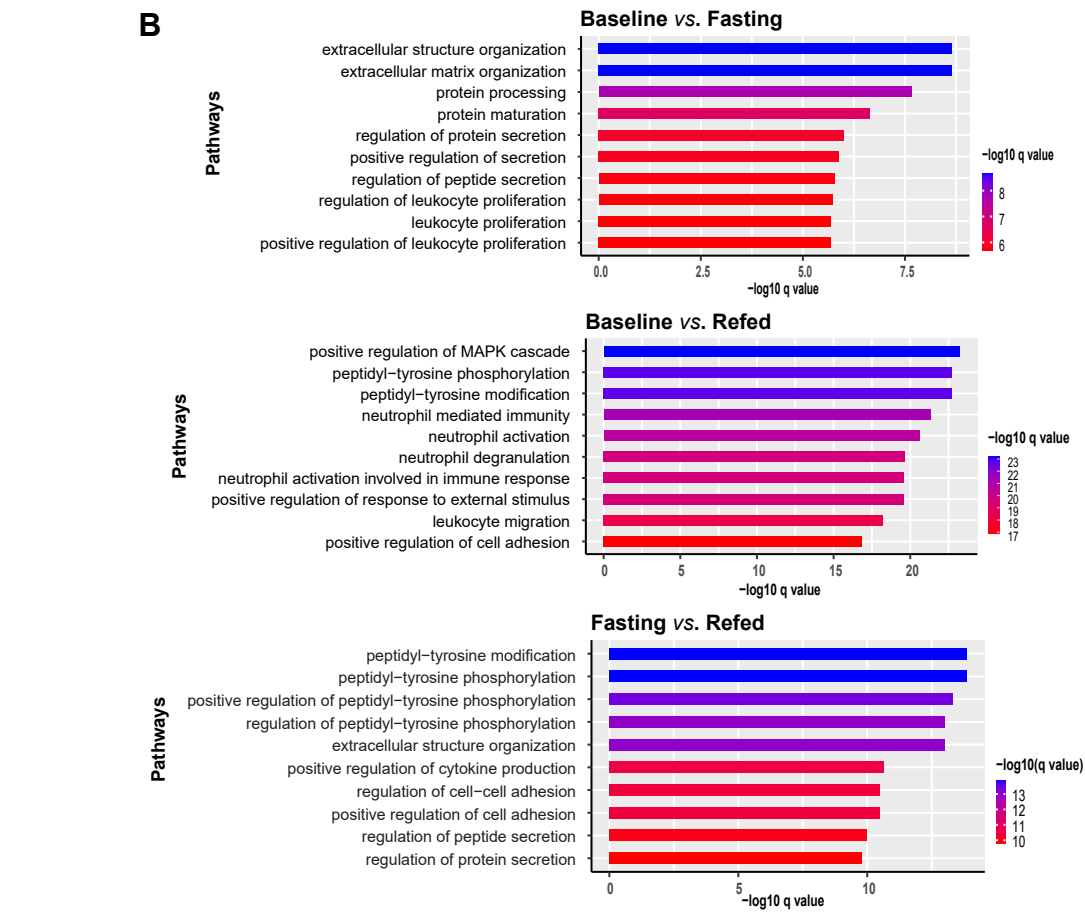 B
Baseline vs. Fasting
extracellular structure organization
extracellular matrix organization
protein processing
protein maturation
regulation of protein secretion
positive regulation of secretion
regulation of peptide secretion
regulation of leukocyte proliferation
leukocyte proliferation
positive regulation of leukocyte proliferation
Pathways
0.0 2.5 5.0 7.5
−log10 q value
−log10 q value
8
7
6
Baseline vs. Refed
positive regulation of MAPK cascade
peptidyl−tyrosine phosphorylation
peptidyl−tyrosine modification
neutrophil mediated immunity
neutrophil activation
neutrophil degranulation
neutrophil activation involved in immune response
positive regulation of response to external stimulus
leukocyte migration
positive regulation of cell adhesion
Pathways
0 5 10 15 20
−log10 q value
−log10 q value
23
22
21
20
19
18
17
Fasting vs. Refed
peptidyl−tyrosine modification
peptidyl−tyrosine phosphorylation
positive regulation of peptidyl−tyrosine phosphorylation
regulation of peptidyl−tyrosine phosphorylation
extracellular structure organization
positive regulation of cytokine production
regulation of cell−cell adhesion
positive regulation of cell adhesion
regulation of peptide secretion
regulation of protein secretion
Pathways
0 5 10
−log10 q value
−log10(q value)
13
12
11
10